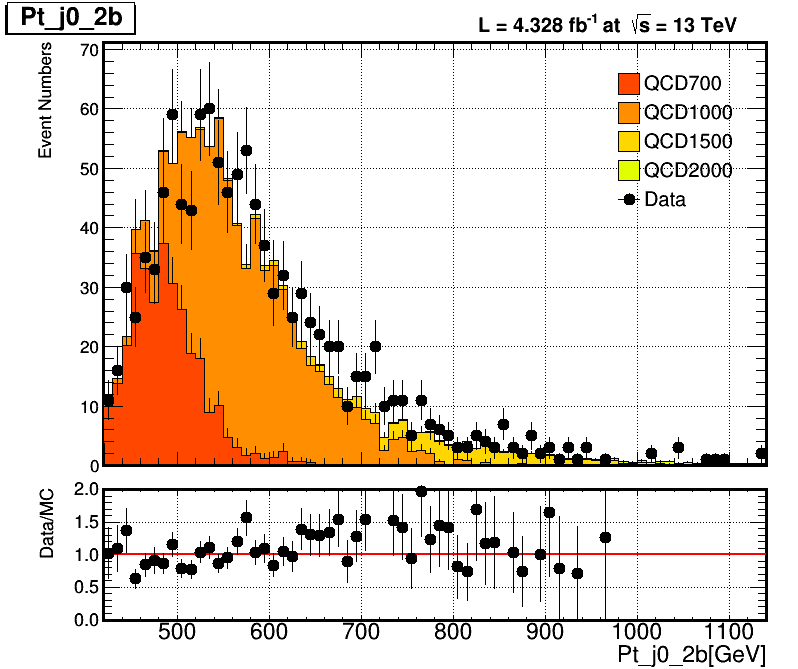 Pt_j0_2b
L = 4.328 fb⁻¹ at √s = 13 TeV
Event Numbers
70
60
50
40
30
20
10
0
QCD700
QCD1000
QCD1500
QCD2000
Data
Data/MC
2.0
1.5
1.0
0.5
0.0
500 600 700 800 900 1000 1100
Pt_j0_2b[GeV]